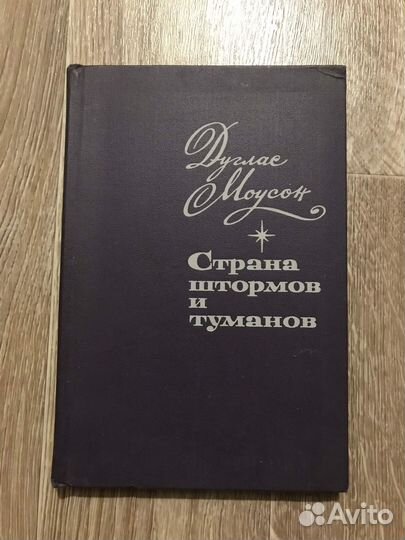 Дуглас
Моусон
Страна
штормов
и
туманов
Avito